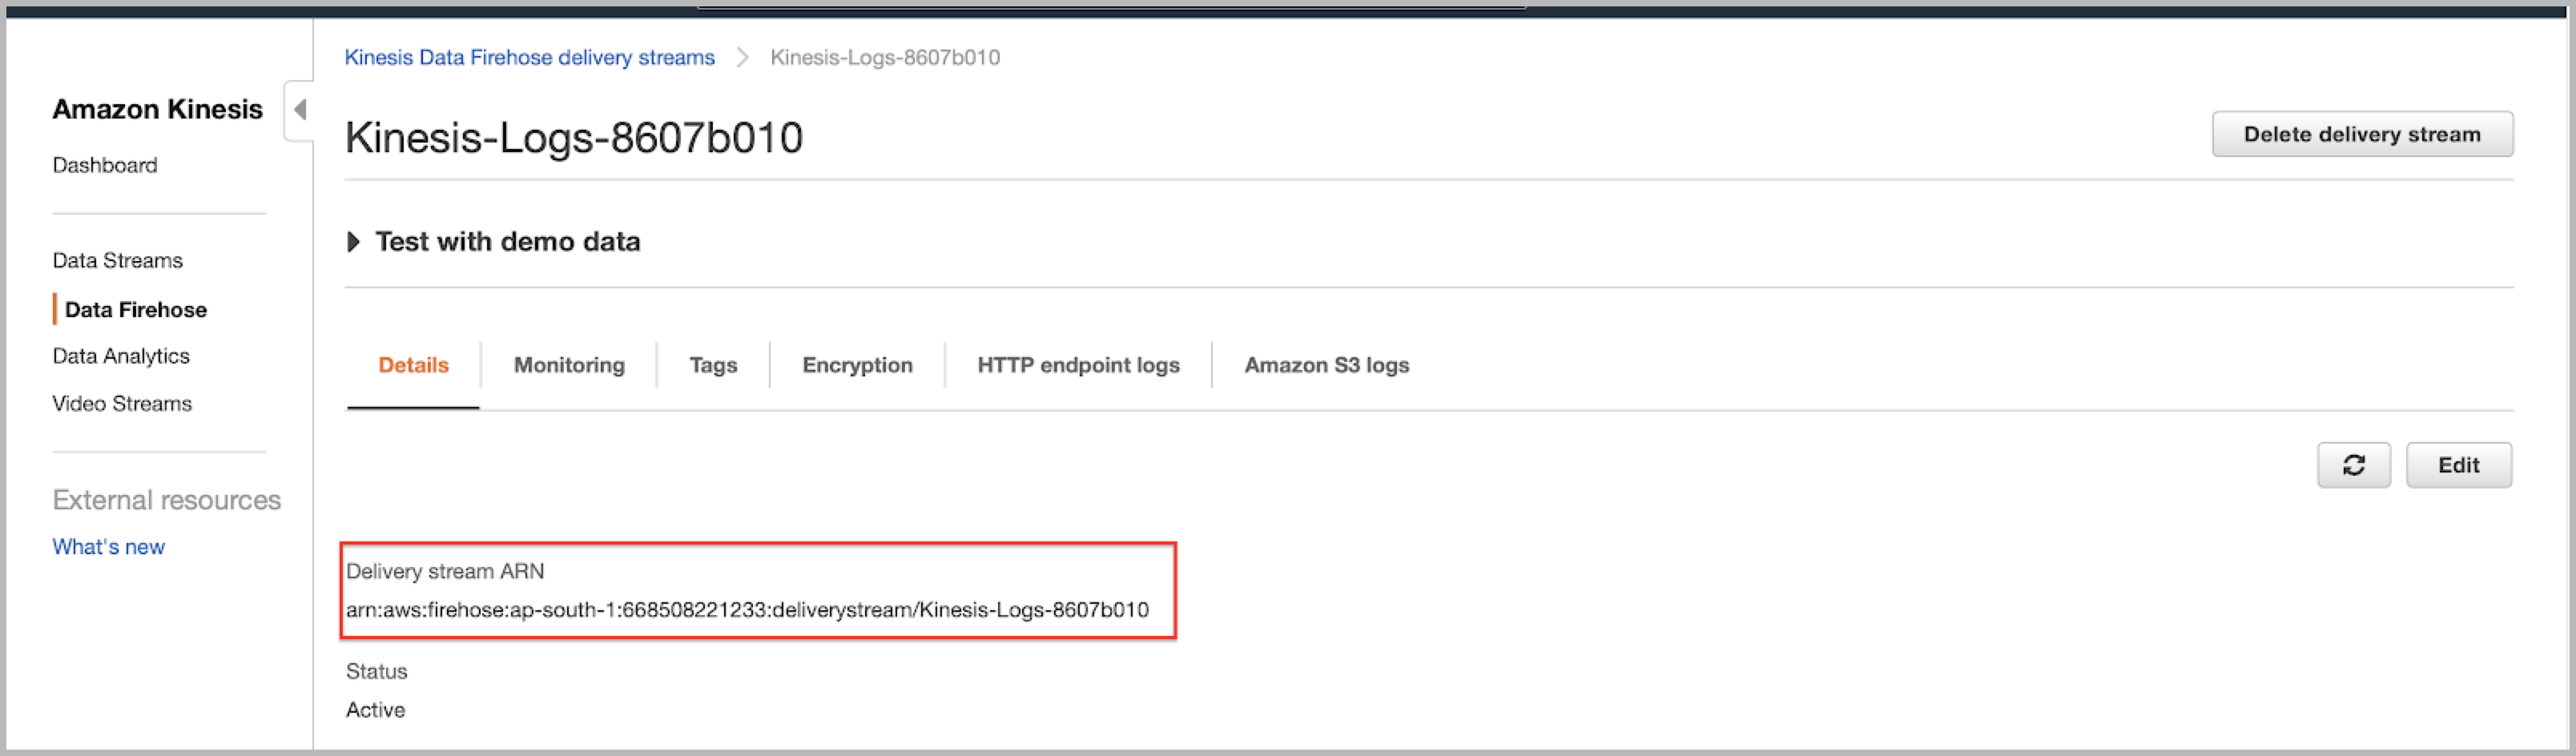 Kinesis Data Firehose delivery streams
Kinesis-Logs-8607b010
Amazon Kinesis
Dashboard
Data Streams
Data Firehose
Data Analytics
Video Streams
External resources
What's new
Kinesis-Logs-8607b010
Delete delivery stream
Test with demo data
Details
Monitoring
Tags
Encryption
HTTP endpoint logs
Amazon S3 logs
Edit
Delivery stream ARN
arn:aws:firehose:ap-south-1:668508221233:deliverystream/Kinesis-Logs-8607b010
Status
Active